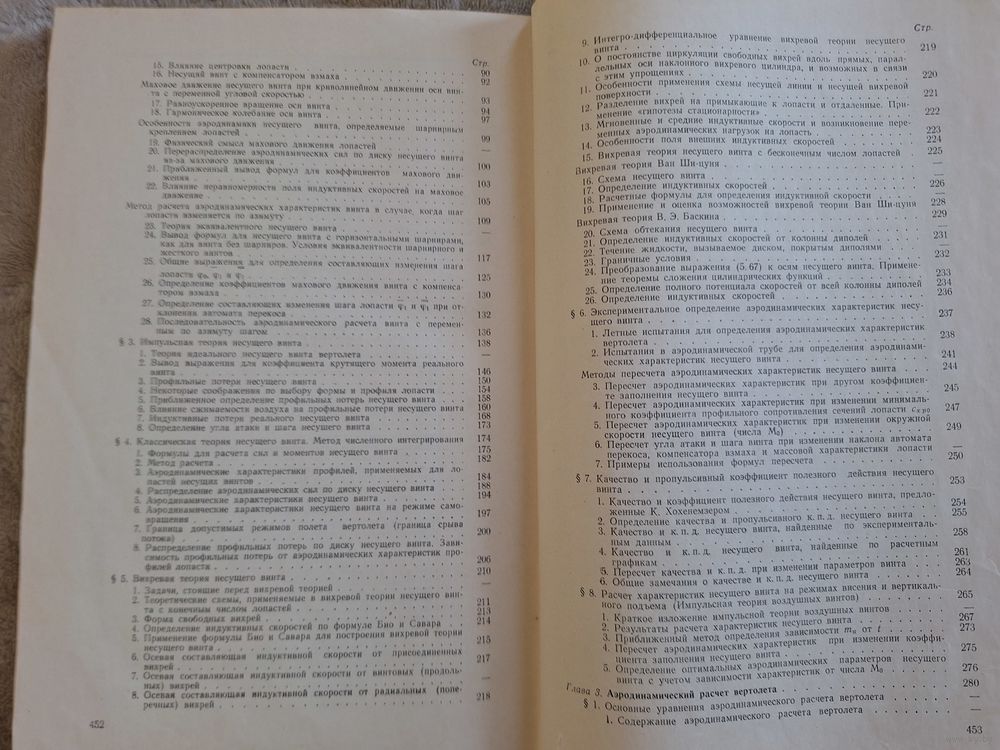 Стр.
15. Влияние центровки лопасти . . . 90
16. Несущий винт с компенсатором взмаха . . . 92
Маховое движение несущего винта при криволинейном движении оси вин-
та с переменной угловой скоростью . . . 93
17. Равноускоренное вращение оси винта . . . 94
18. Гармоническое колебание оси винта . . . 97
Особенности аэродинамики несущего винта, определяемые шарнирным
креплением лопастей . . . 99
19. Физический смысл махового движения лопастей —
20. Перераспределение аэродинамических сил по диску несущего винта
из-за махового движения . . . 100
21. Приближенный вывод формул для коэффициентов махового дви-
жения . . . 103
22. Влияние неравномерности поля индуктивных скоростей на маховое
движение . . . 105
Метод расчета аэродинамических характеристик винта в случае, когда шаг
лопасти изменяется по азимуту . . . 109
23. Теория эквивалентного несущего винта . . . —
24. Вывод формул для несущего винта с горизонтальными шарнирами,
как для винта без шарниров. Условия эквивалентности шарнирного и
жесткого винтов . . . 117
25. Общие выражения для определения составляющих изменения шага
лопасти φ₀, φ̄₁ и φ̄₁ . . . 125
26. Определение коэффициентов махового движения винта с компенса-
тором взмаха . . . 130
27. Определение составляющих изменения шага лопасти φ̄₁ и φ̄₁ при от-
клонении автомата перекоса . . . 132
28. Последовательность аэродинамического расчета винта с перемен-
ным по азимуту шагом . . . 136
§ 3. Импульсная теория несущего винта . . . 138
1. Теория идеального несущего винта вертолета . . . —
2. Вывод выражения для коэффициента крутящего момента реального
винта . . . 146
3. Профильные потери несущего винта . . . 150
4. Некоторые соображения по выбору формы и профиля лопасти . . . 154
5. Приближенное определение профильных потерь несущего винта . . . 158
6. Влияние сжимаемости воздуха на профильные потери несущего винта 160
7. Индуктивные потери реального несущего винта . . . 168
8. Определение угла атаки и шага несущего винта . . . 173
§ 4. Классическая теория несущего винта. Метод численного интегрирования 174
1. Формулы для расчета сил и моментов несущего винта . . . 175
2. Метод расчета . . . 182
3. Аэродинамические характеристики профилей, применяемых для ло-
пастей несущих винтов . . . 184
4. Распределение аэродинамических сил по диску несущего винта . . . 188
5. Аэродинамические характеристики несущего винта . . . 194
6. Аэродинамические характеристики несущего винта на режиме само-
вращения . . . 197
7. Граница допустимых режимов полета вертолета (граница срыва
потока) . . . 200
8. Распределение профильных потерь по диску несущего винта. Зави-
симость профильных потерь от аэродинамических характеристик про-
филей лопасти . . . 206
§ 5. Вихревая теория несущего винта . . . 210
1. Задачи, стоящие перед вихревой теорией . . . —
2. Теоретические схемы, применяемые в вихревой теории несущего вин-
та с конечным числом лопастей . . . 211
3. Форма свободных вихрей . . . 213
4. Определение индуктивных скоростей по формуле Био и Савара . . . 214
5. Применение формулы Био и Савара для построения вихревой теории
несущего винта . . . 215
6. Осевая составляющая индуктивной скорости от присоединенных
вихрей . . . 217
7. Осевая составляющая индуктивной скорости от винтовых (продоль-
ных) вихрей . . .
8. Осевая составляющая индуктивной скорости от радиальных (попе-
речных) вихрей . . . 218
452
Стр.
9. Интегро-дифференциальное уравнение вихревой теории несущего
винта . . . 219
10. О постоянстве циркуляции свободных вихрей вдоль прямых, парал-
лельных оси наклонного вихревого цилиндра, и возможных в связи
с этим упрощениях . . . 220
11. Особенности применения схемы несущей линии и несущей вихревой
поверхности . . . 221
12. Разделение вихрей на примыкающие к лопасти и отдаленные. При-
менение «гипотезы стационарности» . . . 222
13. Мгновенные и средние индуктивные скорости и возникновение пере-
менных аэродинамических нагрузок на лопасть . . . 223
14. Особенности поля внешних индуктивных скоростей . . . 224
15. Вихревая теория несущего винта с бесконечным числом лопастей . . . 225
Вихревая теория Ван Ши-цуня . . . —
16. Схема несущего винта . . . —
17. Определение индуктивных скоростей . . . 226
18. Расчетные формулы для определения индуктивной скорости . . . 228
19. Применение и оценка возможностей вихревой теории Ван Ши-цуня
Вихревая теория В. Э. Баскина . . . 229
20. Схема обтекания несущего винта . . . —
21. Определение индуктивных скоростей от колонны диполей . . . 231
22. Течение жидкости, вызываемое диском, покрытым диполями . . . —
23. Граничные условия . . . 232
24. Преобразование выражения (5.67) к осям несущего винта. Примене-
ние теоремы сложения цилиндрических функций . . . 233
25. Определение полного потенциала скоростей от всей колонны диполей 234
26. Определение индуктивных скоростей . . . 236
§ 6. Экспериментальное определение аэродинамических характеристик несу-
щего винта . . . 237
1. Летные испытания для определения аэродинамических характеристик
вертолета . . . 238
2. Испытания в аэродинамической трубе для определения аэродинами-
ческих характеристик несущего винта . . . 241
Методы пересчета аэродинамических характеристик несущего винта . . . 244
3. Пересчет аэродинамических характеристик при другом коэффициен-
те заполнения несущего винта . . . 245
4. Пересчет аэродинамических характеристик при изменении минималь-
ного коэффициента профильного сопротивления сечений лопасти cₓₚ₀ 247
5. Пересчет аэродинамических характеристик при изменении окружной
скорости несущего винта (числа М₀) . . . 249
6. Пересчет угла атаки и шага винта при изменении наклона автомата
перекоса, компенсатора взмаха и массовой характеристики лопасти —
7. Примеры использования формул пересчета . . . 250
§ 7. Качество и пропульсивный коэффициент полезного действия несущего
винта . . . 253
1. Качество и коэффициент полезного действия несущего винта, предло-
женные К. Хохенемзером . . . 254
2. Определение качества и пропульсивного к.п.д. несущего винта . . . 255
3. Качество и к.п.д. несущего винта, найденные по эксперименталь-
ным данным . . . 258
4. Качество и к.п.д. несущего винта, найденные по расчетным
графикам . . . 261
5. Пересчет качества и к.п.д. при изменении параметров винта . . . 263
6. Общие замечания о качестве и к.п.д. несущего винта . . . 264
§ 8. Расчет характеристик несущего винта на режимах висения и вертикаль-
ного подъема (Импульсная теория воздушных винтов) . . . 265
1. Краткое изложение импульсной теории воздушных винтов . . . —
2. Результаты расчета характеристик несущего винта . . . 267
3. Приближенный метод определения зависимости mₖ от t . . . 273
4. Пересчет аэродинамических характеристик при изменении коэффи-
циента заполнения несущего винта . . . 275
5. Определение оптимальных аэродинамических параметров несущего
винта с учетом зависимости характеристик от числа М₀ . . . 276
Глава 3. Аэродинамический расчет вертолета . . . 280
§ 1. Основные уравнения аэродинамического расчета вертолета . . . —
1. Содержание аэродинамического расчета вертолета . . . —
453